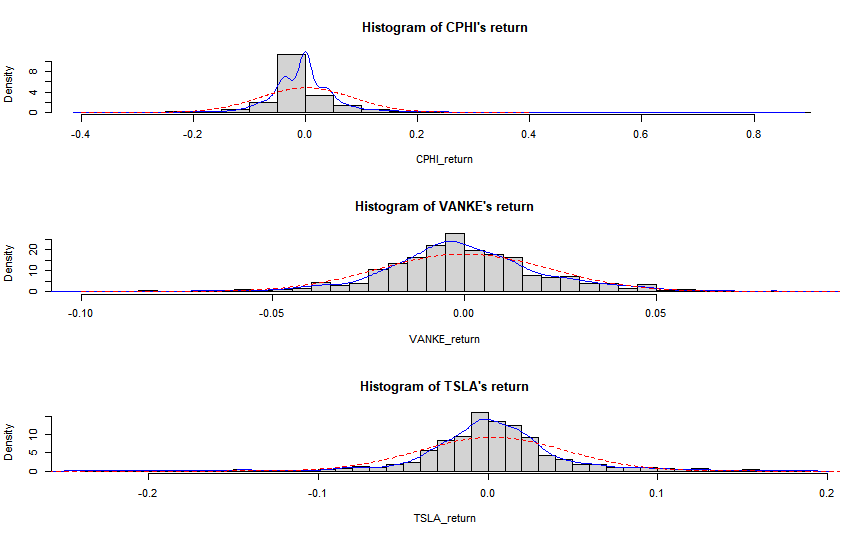 Histogram of CPHI's return
Density
0 4 8
-0.4 -0.2 0.0 0.2 0.4 0.6 0.8
CPHI_return
Histogram of VANKE's return
Density
0 10 20
-0.10 -0.05 0.00 0.05
VANKE_return
Histogram of TSLA's return
Density
0 5 10
-0.2 -0.1 0.0 0.1 0.2
TSLA_return